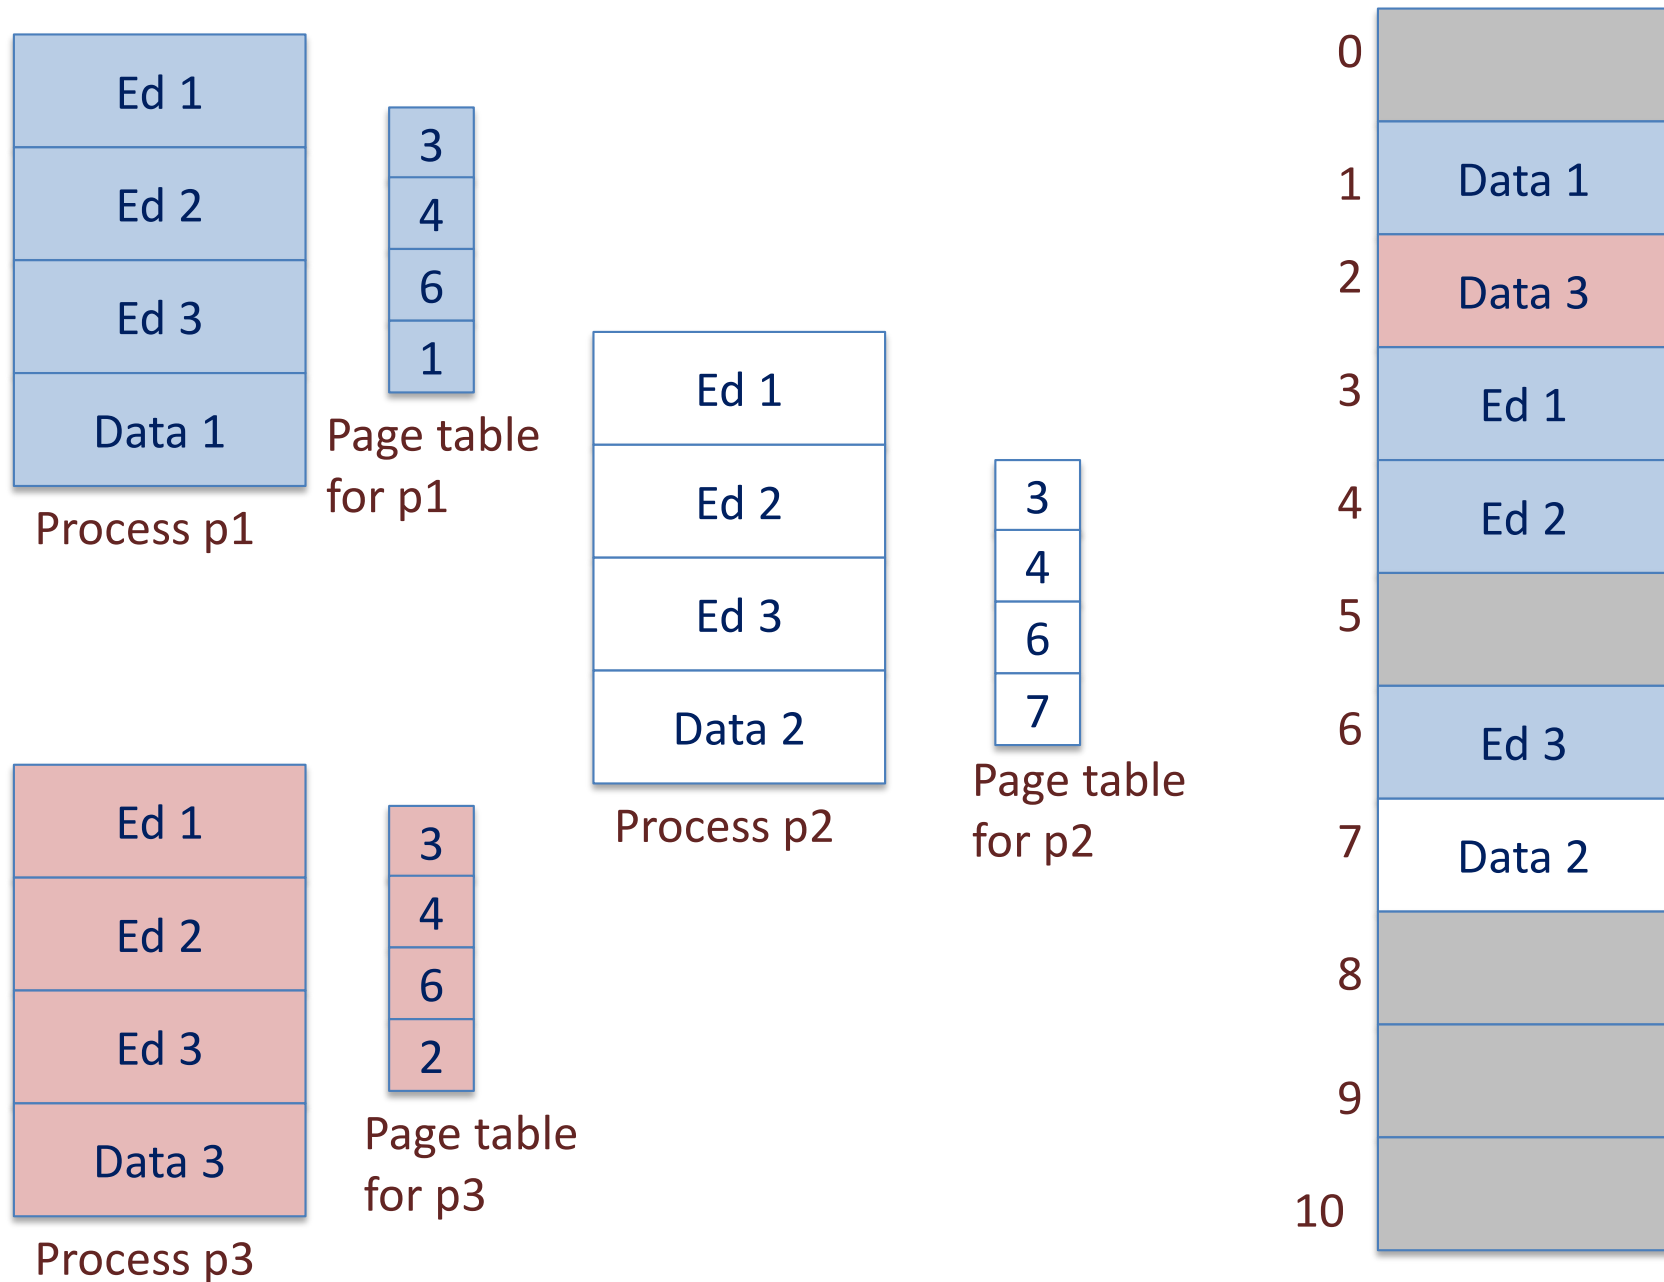 Ed 1
Ed 2
Ed 3
Data 1
Process p1
3
4
6
1
Page table
for p1
Ed 1
Ed 2
Ed 3
Data 2
Process p2
3
4
6
7
Page table
for p2
Ed 1
Ed 2
Ed 3
Data 3
Process p3
3
4
6
2
Page table
for p3
0
1 Data 1
2 Data 3
3 Ed 1
4 Ed 2
5
6 Ed 3
7 Data 2
8
9
10